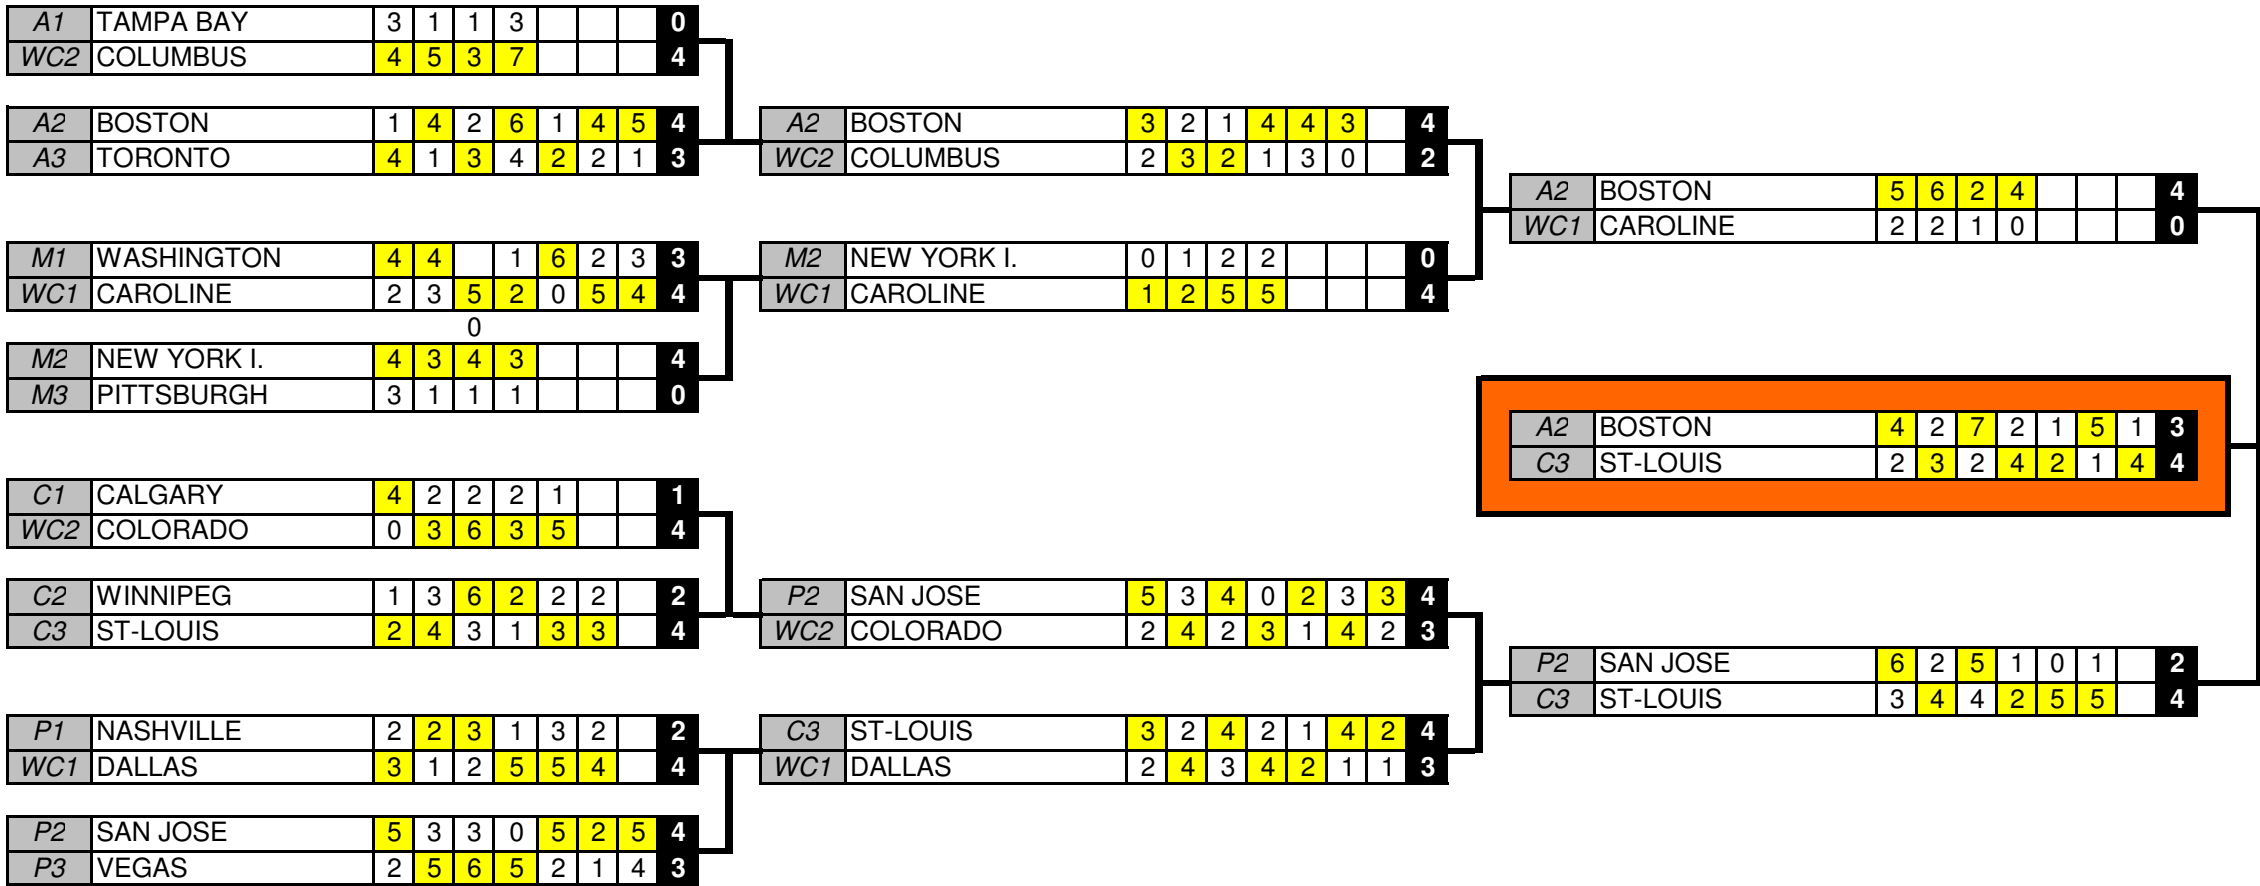 A1 TAMPA BAY 3 1 1 3 0
WC2 COLUMBUS 4 5 3 7 4
A2 BOSTON 1 4 2 6 1 4 5 4
A3 TORONTO 4 1 3 4 2 2 1 3
M1 WASHINGTON 4 4 1 6 2 3 3
WC1 CAROLINE 2 3 5 2 0 5 4 4
0
M2 NEW YORK I. 4 3 4 3 4
M3 PITTSBURGH 3 1 1 1 0
C1 CALGARY 4 2 2 2 1 1
WC2 COLORADO 0 3 6 3 5 4
C2 WINNIPEG 1 3 6 2 2 2 2
C3 ST-LOUIS 2 4 3 1 3 3 4
P1 NASHVILLE 2 2 3 1 3 2 2
WC1 DALLAS 3 1 2 5 5 4 4
P2 SAN JOSE 5 3 3 0 5 2 5 4
P3 VEGAS 2 5 6 5 2 1 4 3
A2 BOSTON 3 2 1 4 4 3 4
WC2 COLUMBUS 2 3 2 1 3 0 2
M2 NEW YORK I. 0 1 2 2 0
WC1 CAROLINE 1 2 5 5 4
P2 SAN JOSE 5 3 4 0 2 3 3 4
WC2 COLORADO 2 4 2 3 1 4 2 3
C3 ST-LOUIS 3 2 4 2 1 4 2 4
WC1 DALLAS 2 4 3 4 2 1 1 3
A2 BOSTON 5 6 2 4 4
WC1 CAROLINE 2 2 1 0 0
A2 BOSTON 4 2 7 2 1 5 1 3
C3 ST-LOUIS 2 3 2 4 2 1 4 4
P2 SAN JOSE 6 2 5 1 0 1 2
C3 ST-LOUIS 3 4 4 2 5 5 4